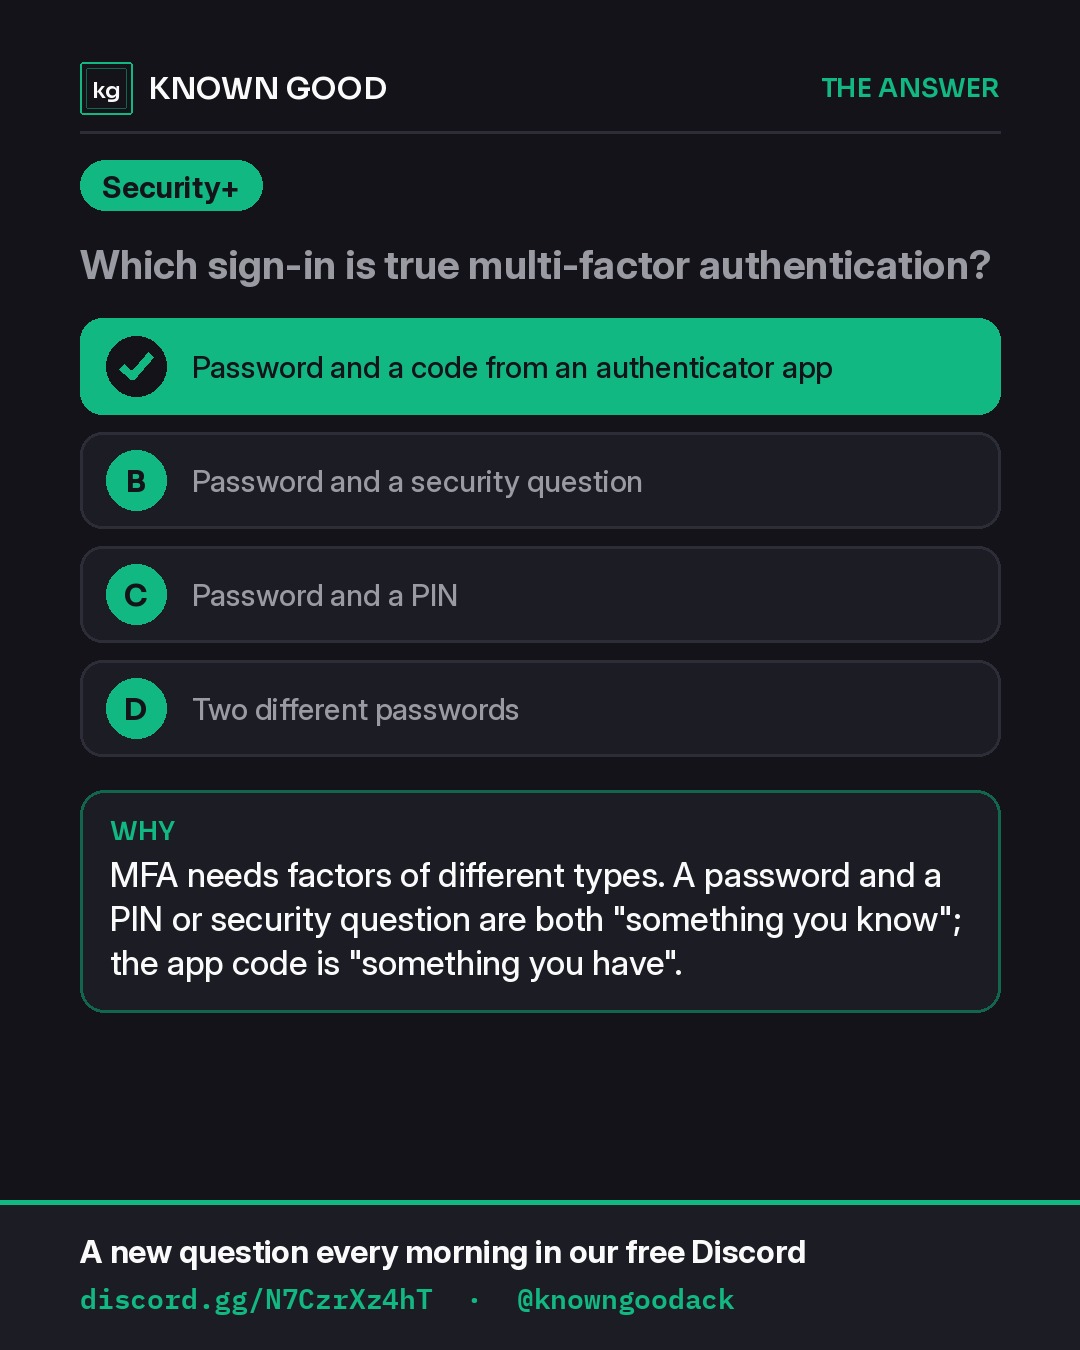 kg KNOWN GOOD THE ANSWER
Security+
Which sign-in is true multi-factor authentication?
Password and a code from an authenticator app
B Password and a security question
C Password and a PIN
D Two different passwords
WHY
MFA needs factors of different types. A password and a
PIN or security question are both "something you know";
the app code is "something you have".
A new question every morning in our free Discord
discord.gg/N7CzrXz4hT · @knowngoodack